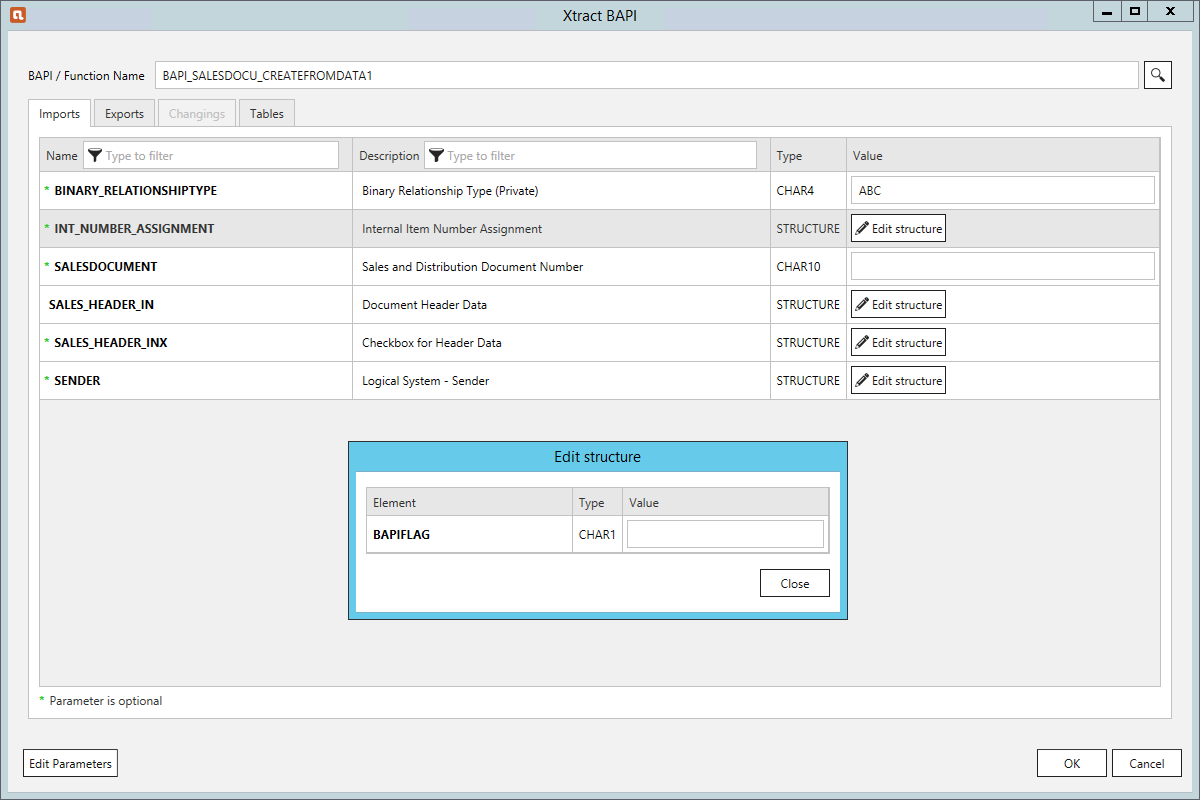 Xtract BAPI
BAPI / Function Name BAPI_SALESDOCU_CREATEFROMDATA1
Imports Exports Changings Tables
Name Type to filter Description Type to filter Type Value
* BINARY_RELATIONSHIPTYPE Binary Relationship Type (Private) CHAR4 ABC
* INT_NUMBER_ASSIGNMENT Internal Item Number Assignment STRUCTURE Edit structure
* SALESDOCUMENT Sales and Distribution Document Number CHAR10
SALES_HEADER_IN Document Header Data STRUCTURE Edit structure
* SALES_HEADER_INX Checkbox for Header Data STRUCTURE Edit structure
* SENDER Logical System - Sender STRUCTURE Edit structure
Edit structure
Element Type Value
BAPIFLAG CHAR1
Close
* Parameter is optional
Edit Parameters OK Cancel